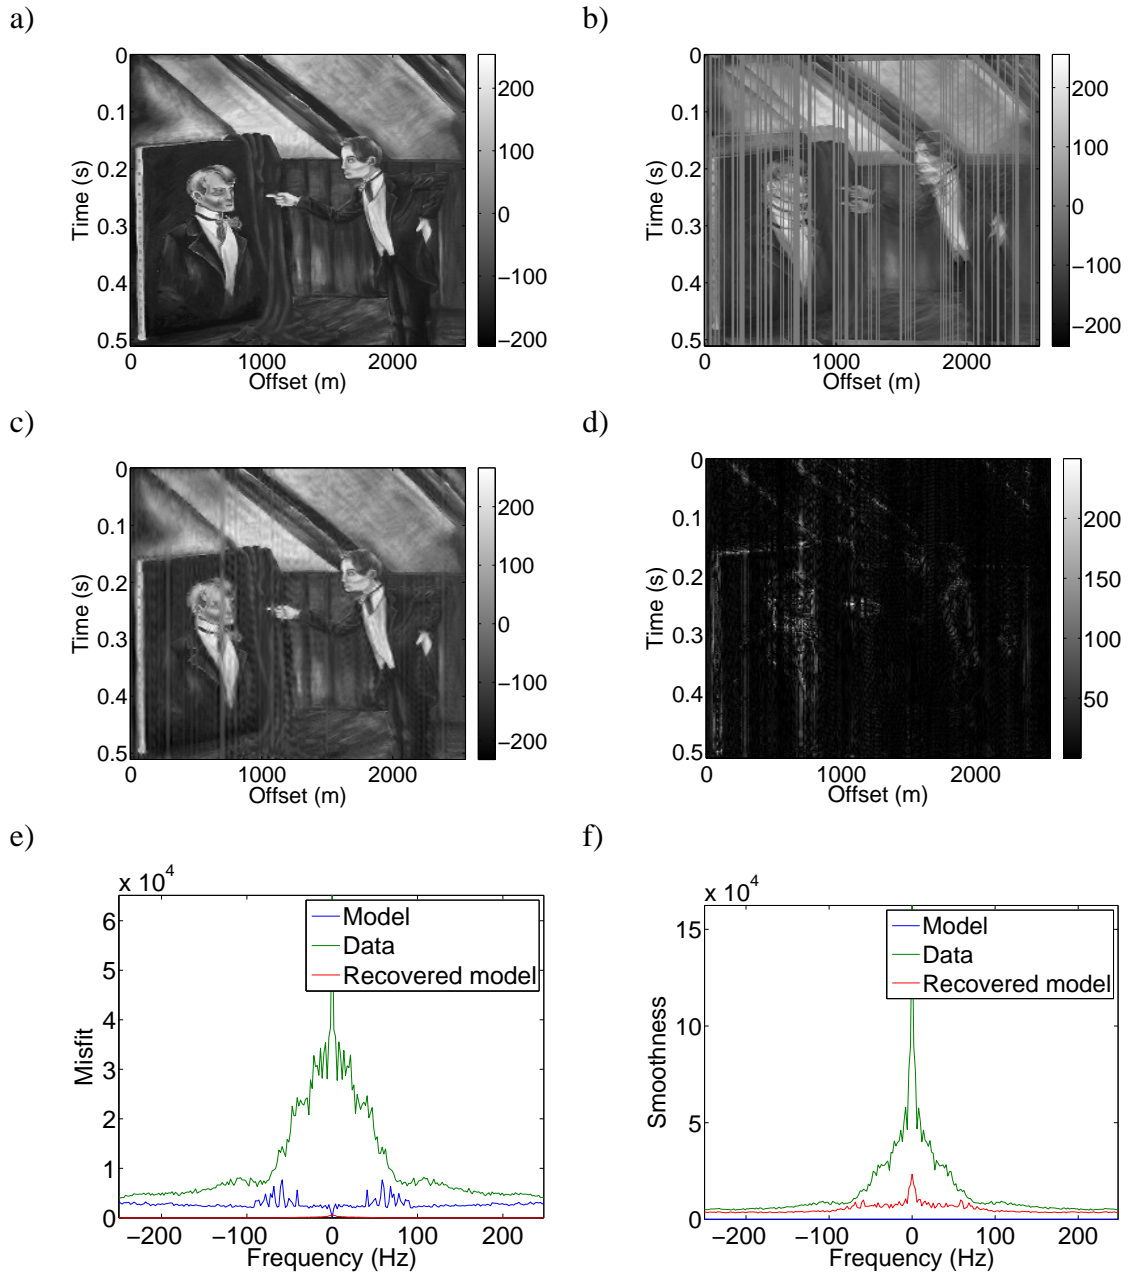 a)
0
0.1
0.2
0.3
0.4
0.5
Time (s)
0
1000
2000
Offset (m)
200
100
0
−100
−200
b)
0
0.1
0.2
0.3
0.4
0.5
Time (s)
0
1000
2000
Offset (m)
200
100
0
−100
−200
c)
0
0.1
0.2
0.3
0.4
0.5
Time (s)
0
1000
2000
Offset (m)
200
100
0
−100
−200
d)
0
0.1
0.2
0.3
0.4
0.5
Time (s)
0
1000
2000
Offset (m)
200
150
100
50
e)
x 10^4
6
5
4
3
2
1
0
Misfit
Model
Data
Recovered model
−200
−100
0
100
200
Frequency (Hz)
f)
x 10^4
15
10
5
0
Smoothness
Model
Data
Recovered model
−200
−100
0
100
200
Frequency (Hz)